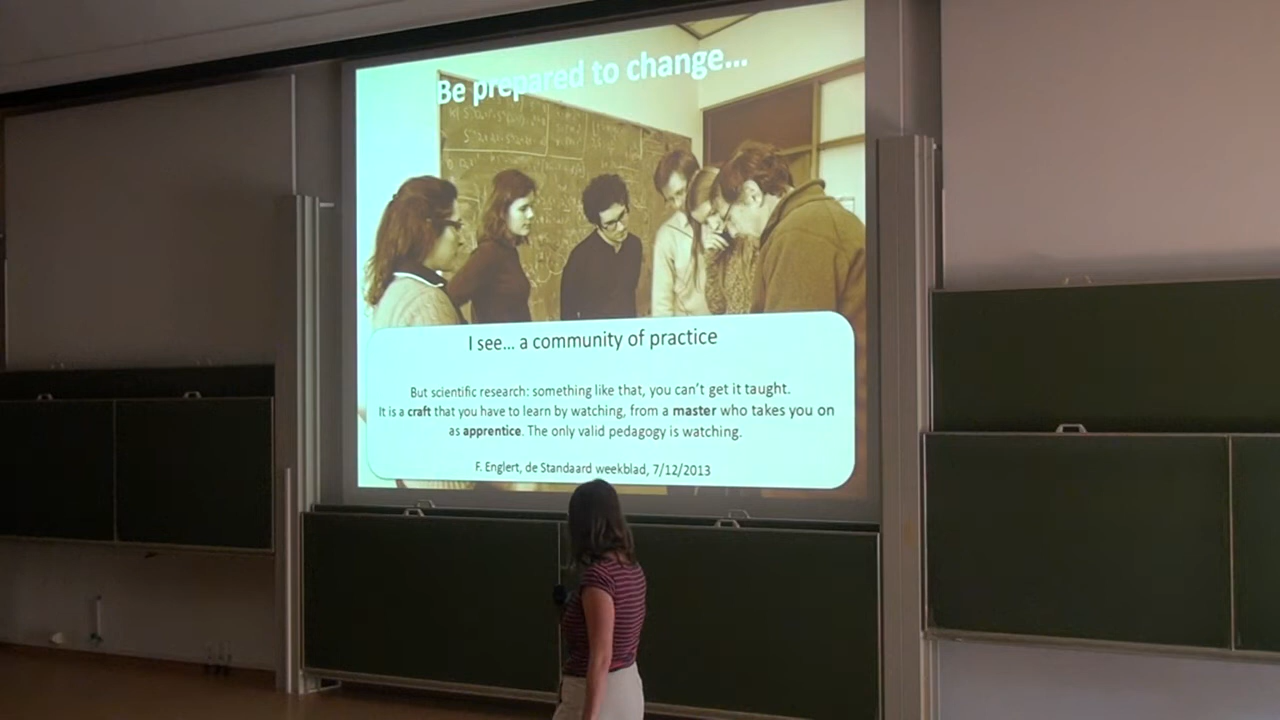 Be prepared to change...
I see... a community of practice
But scientific research: something like that, you can't get it taught.
It is a craft that you have to learn by watching, from a master who takes you on
as apprentice. The only valid pedagogy is watching.
F. Englert, de Standaard weekblad, 7/12/2013